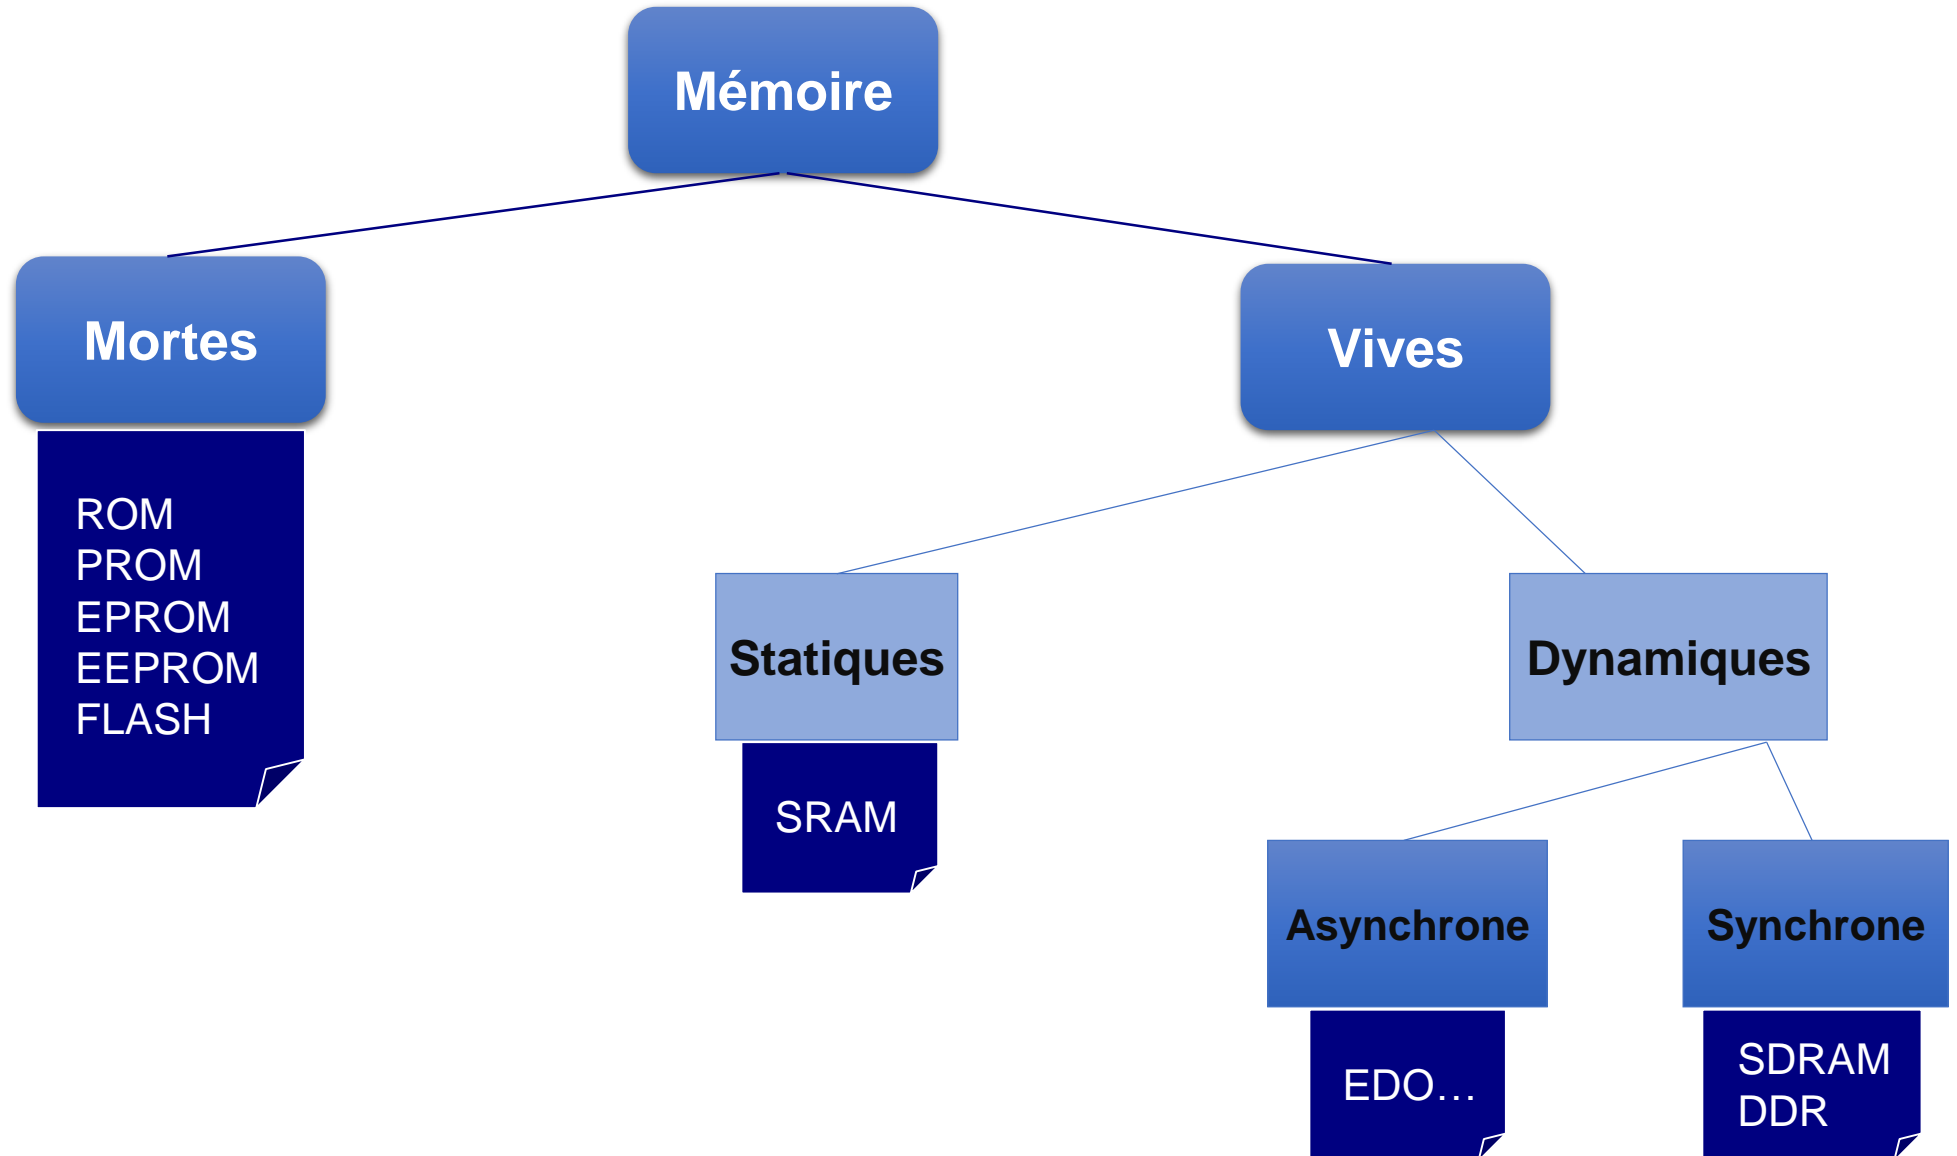 Mémoire
Mortes
Vives
ROM
PROM
EPROM
EEPROM
FLASH
Statiques
Dynamiques
SRAM
Asynchrone
Synchrone
EDO…
SDRAM
DDR